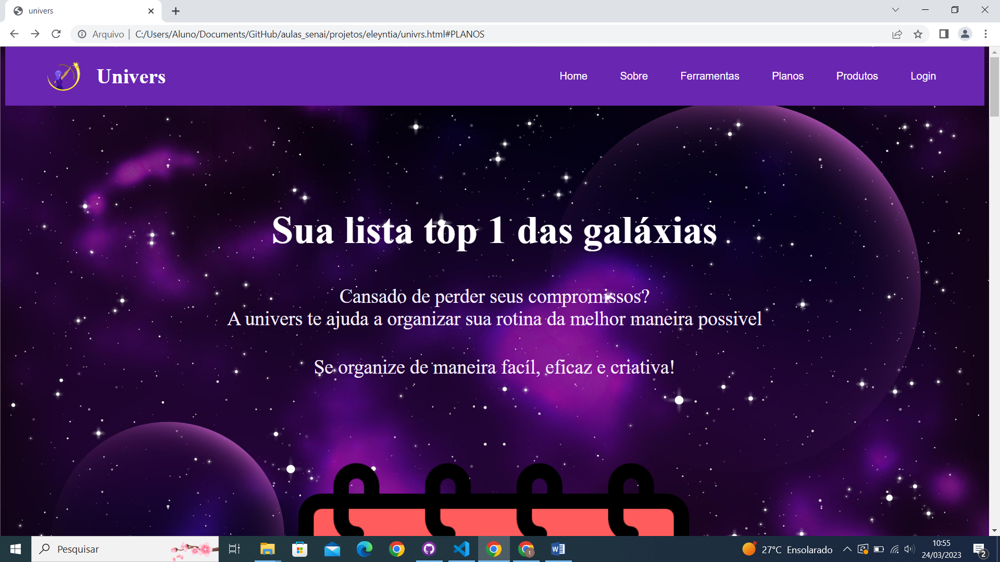 univers
Arquivo
C:/Users/Aluno/Documents/GitHub/aulas_senai/projetos/eleyntia/univrs.html#PLANOS
Univers
Home
Sobre
Ferramentas
Planos
Produtos
Login
Sua lista top 1 das galáxias
Cansado de perder seus compromissos?
A univers te ajuda a organizar sua rotina da melhor maneira possivel
Se organize de maneira facíl, eficaz e criativa!
Pesquisar
t
W
27°C Ensolarado
10:55
24/03/2023
2